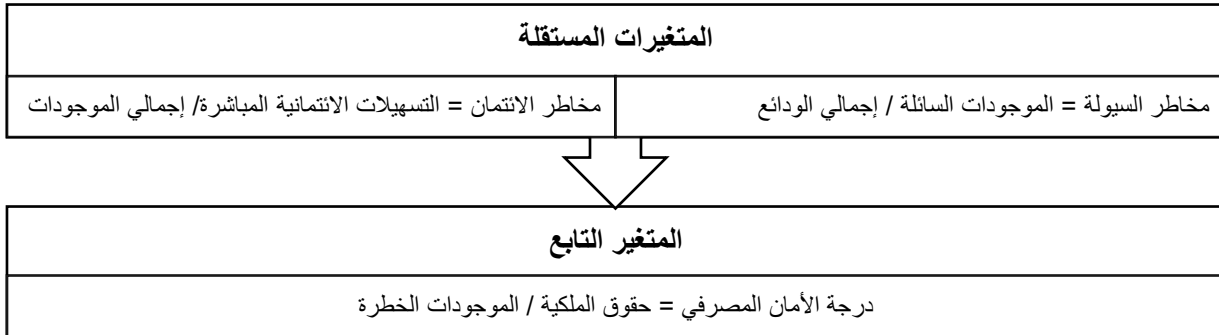 المتغيرات المستقلة
مخاطر السيولة = الموجودات السائلة / إجمالي الودائع
مخاطر الائتمان = التسهيلات الائتمانية المباشرة/ إجمالي الموجودات
المتغير التابع
درجة الأمان المصرفي = حقوق الملكية / الموجودات الخطرة